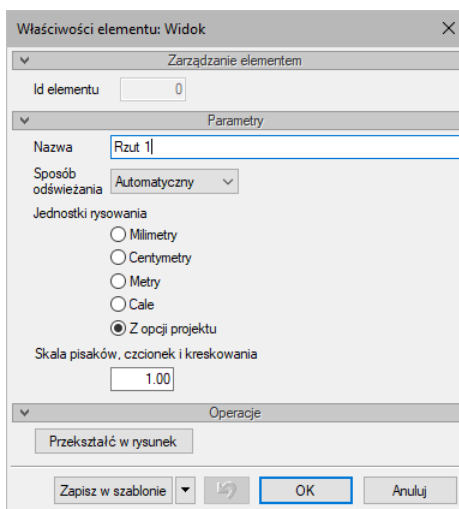 Właściwości elementu: Widok
Zarządzanie elementem
Id elementu 0
Parametry
Nazwa Rzut 1
Sposób
odświeżania Automatyczny
Jednostki rysowania
Milimetry
Centymetry
Metry
Cale
Z opcji projektu
Skala pisaków, czcionek i kreskowania
1.00
Operacje
Przekształć w rysunek
Zapisz w szablonie OK Anuluj